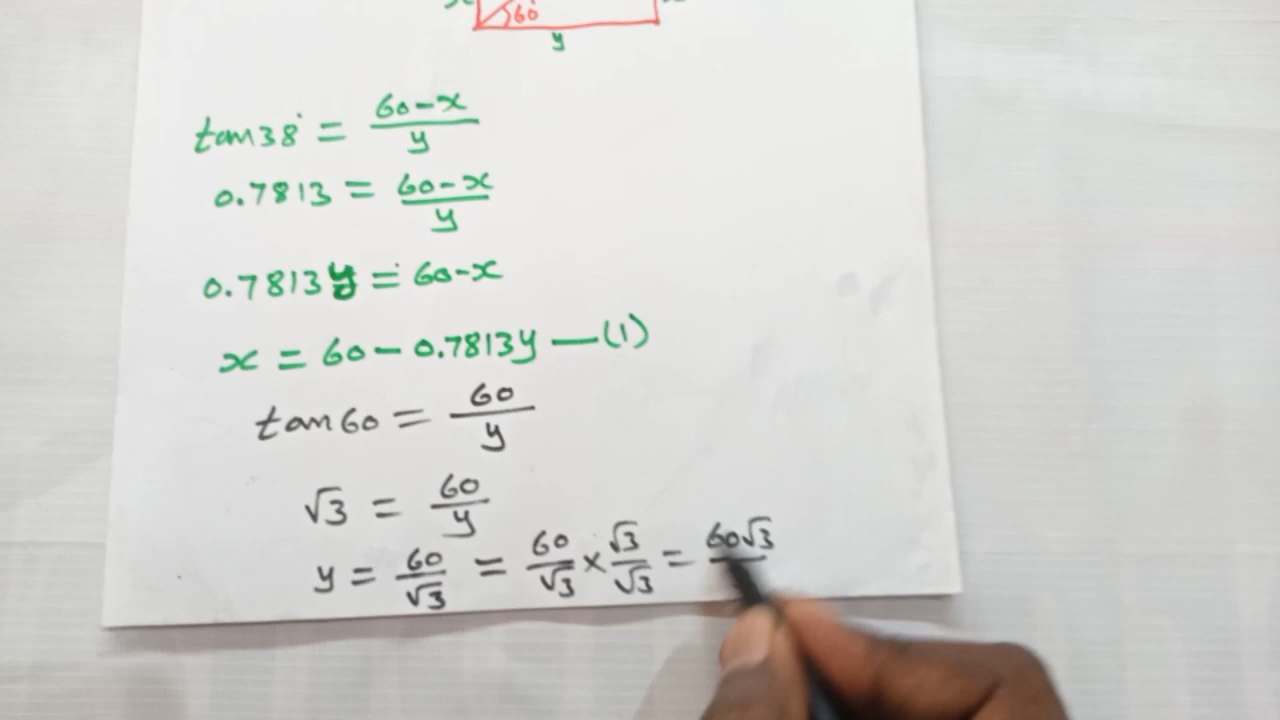 60°
y
tan38° = 60-x/y
0.7813 = 60-x/y
0.7813y = 60-x
x = 60 - 0.7813y —(1)
tan60 = 60/y
√3 = 60/y
y = 60/√3 = 60/√3 × √3/√3 = 60√3